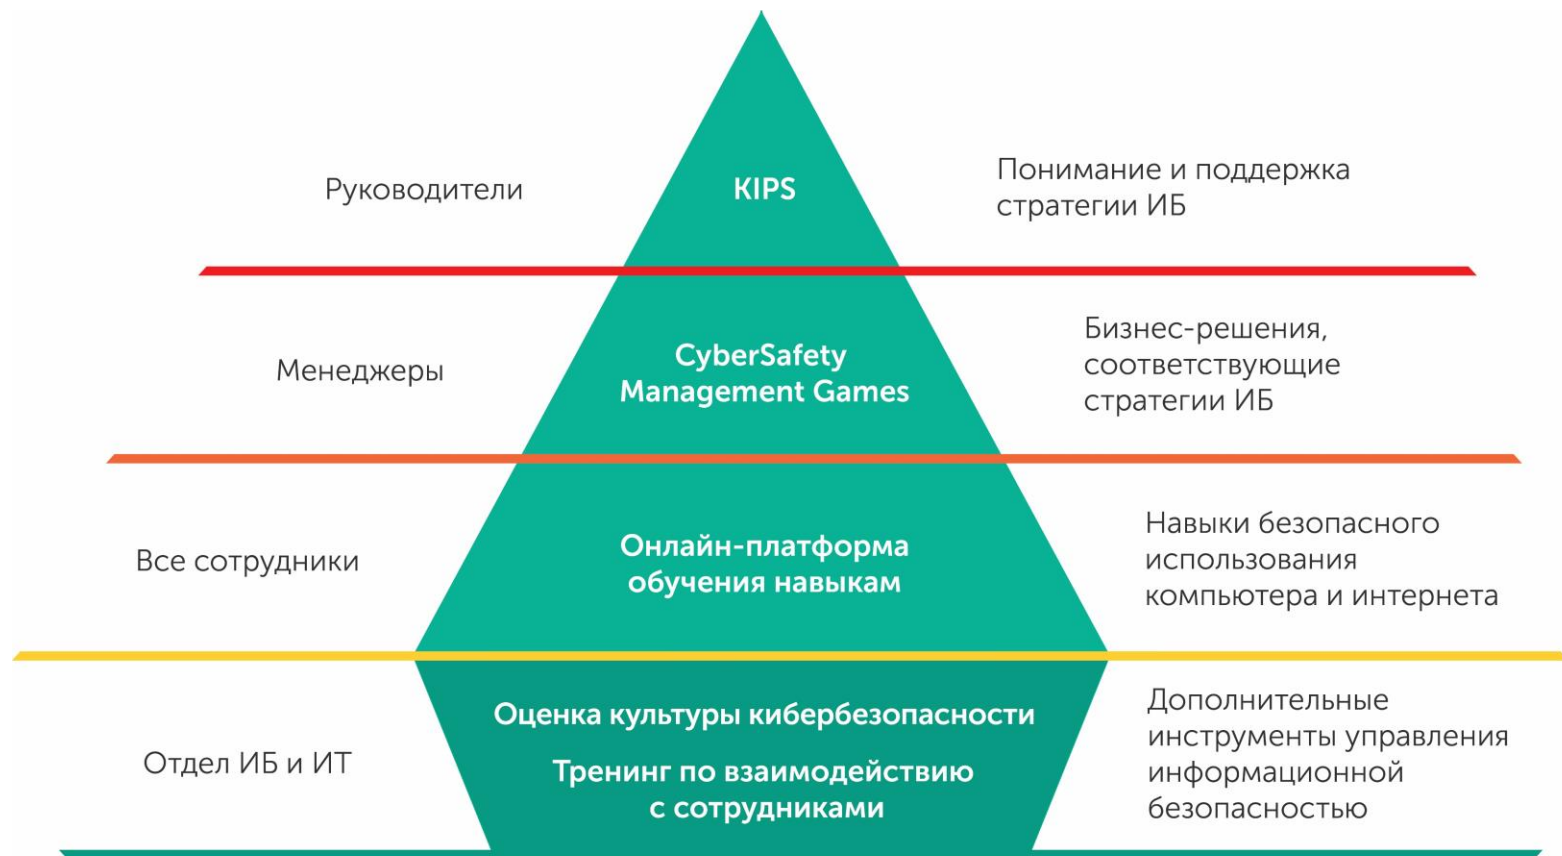 Руководители
KIPS
Понимание и поддержка
стратегии ИБ
Менеджеры
CyberSafety
Management Games
Бизнес-решения,
соответствующие
стратегии ИБ
Все сотрудники
Онлайн-платформа
обучения навыкам
Навыки безопасного
использования
компьютера и интернета
Отдел ИБ и ИТ
Оценка культуры кибербезопасности
Тренинг по взаимодействию
с сотрудниками
Дополнительные
инструменты управления
информационной
безопасностью